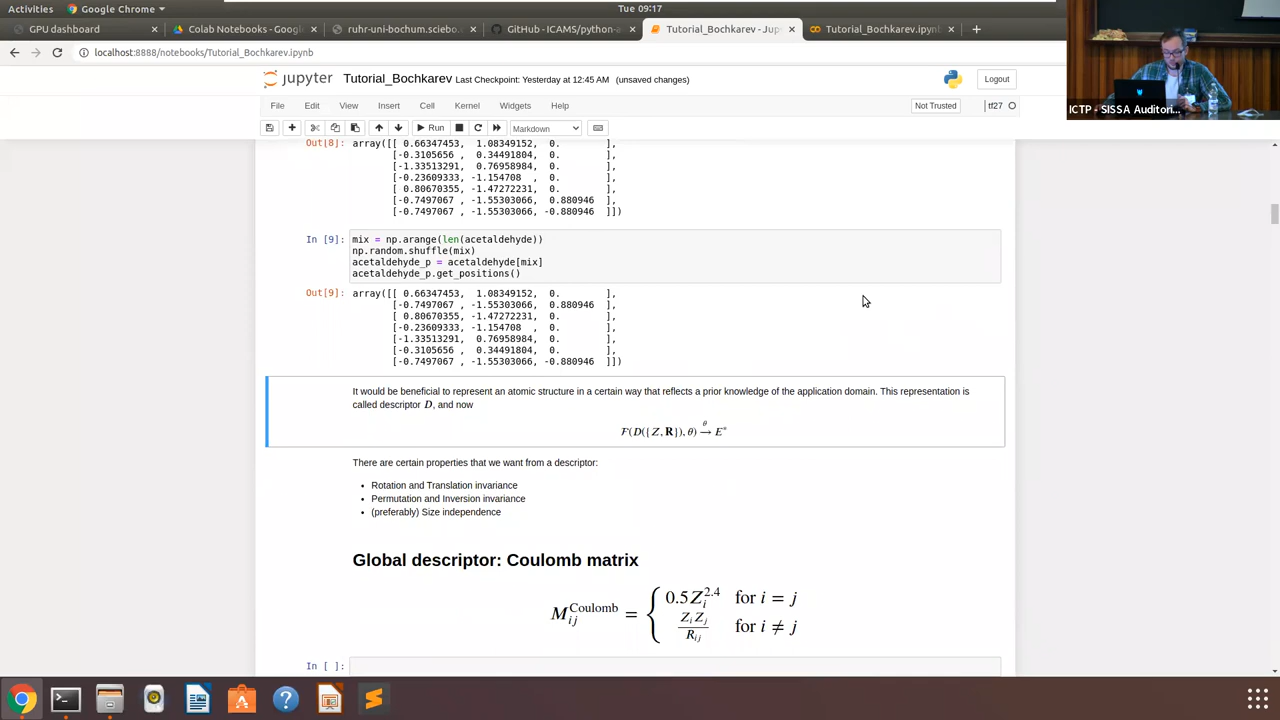 Activities
Google Chrome
Tue 09:17
GPU dashboard
Colab Notebooks - Google
ruhr-uni-bochum.sciebo.
GitHub - ICAMS/python-a
Tutorial_Bochkarev - Jup
Tutorial_Bochkarev.ipynb
localhost:8888/notebooks/Tutorial_Bochkarev.ipynb
jupyter Tutorial_Bochkarev Last Checkpoint: Yesterday at 12:45 AM (unsaved changes)
Logout
File Edit View Insert Cell Kernel Widgets Help
Not Trusted
tf27
Run
Markdown
ICTP - SISSA Auditori...
Out[8]: array([[ 0.66347453, 1.08349152, 0. ],
[-0.3105656 , 0.34491804, 0. ],
[-1.33513291, 0.76958984, 0. ],
[-0.23609333, -1.154708 , 0. ],
[ 0.80670355, -1.47272231, 0. ],
[-0.7497067 , -1.55303066, 0.880946 ],
[-0.7497067 , -1.55303066, -0.880946 ]])
In [9]: mix = np.arange(len(acetaldehyde))
np.random.shuffle(mix)
acetaldehyde_p = acetaldehyde[mix]
acetaldehyde_p.get_positions()
Out[9]: array([[ 0.66347453, 1.08349152, 0. ],
[-0.7497067 , -1.55303066, 0.880946 ],
[ 0.80670355, -1.47272231, 0. ],
[-0.23609333, -1.154708 , 0. ],
[-1.33513291, 0.76958984, 0. ],
[-0.3105656 , 0.34491804, 0. ],
[-0.7497067 , -1.55303066, -0.880946 ]])
It would be beneficial to represent an atomic structure in a certain way that reflects a prior knowledge of the application domain. This representation is
called descriptor D, and now
F(D({Z, R}), θ) →^θ E*
There are certain properties that we want from a descriptor:
• Rotation and Translation invariance
• Permutation and Inversion invariance
• (preferably) Size independence
Global descriptor: Coulomb matrix
M_ij^Coulomb = { 0.5Z_i^2.4 for i = j
Z_i Z_j / R_ij for i ≠ j
In [ ]: